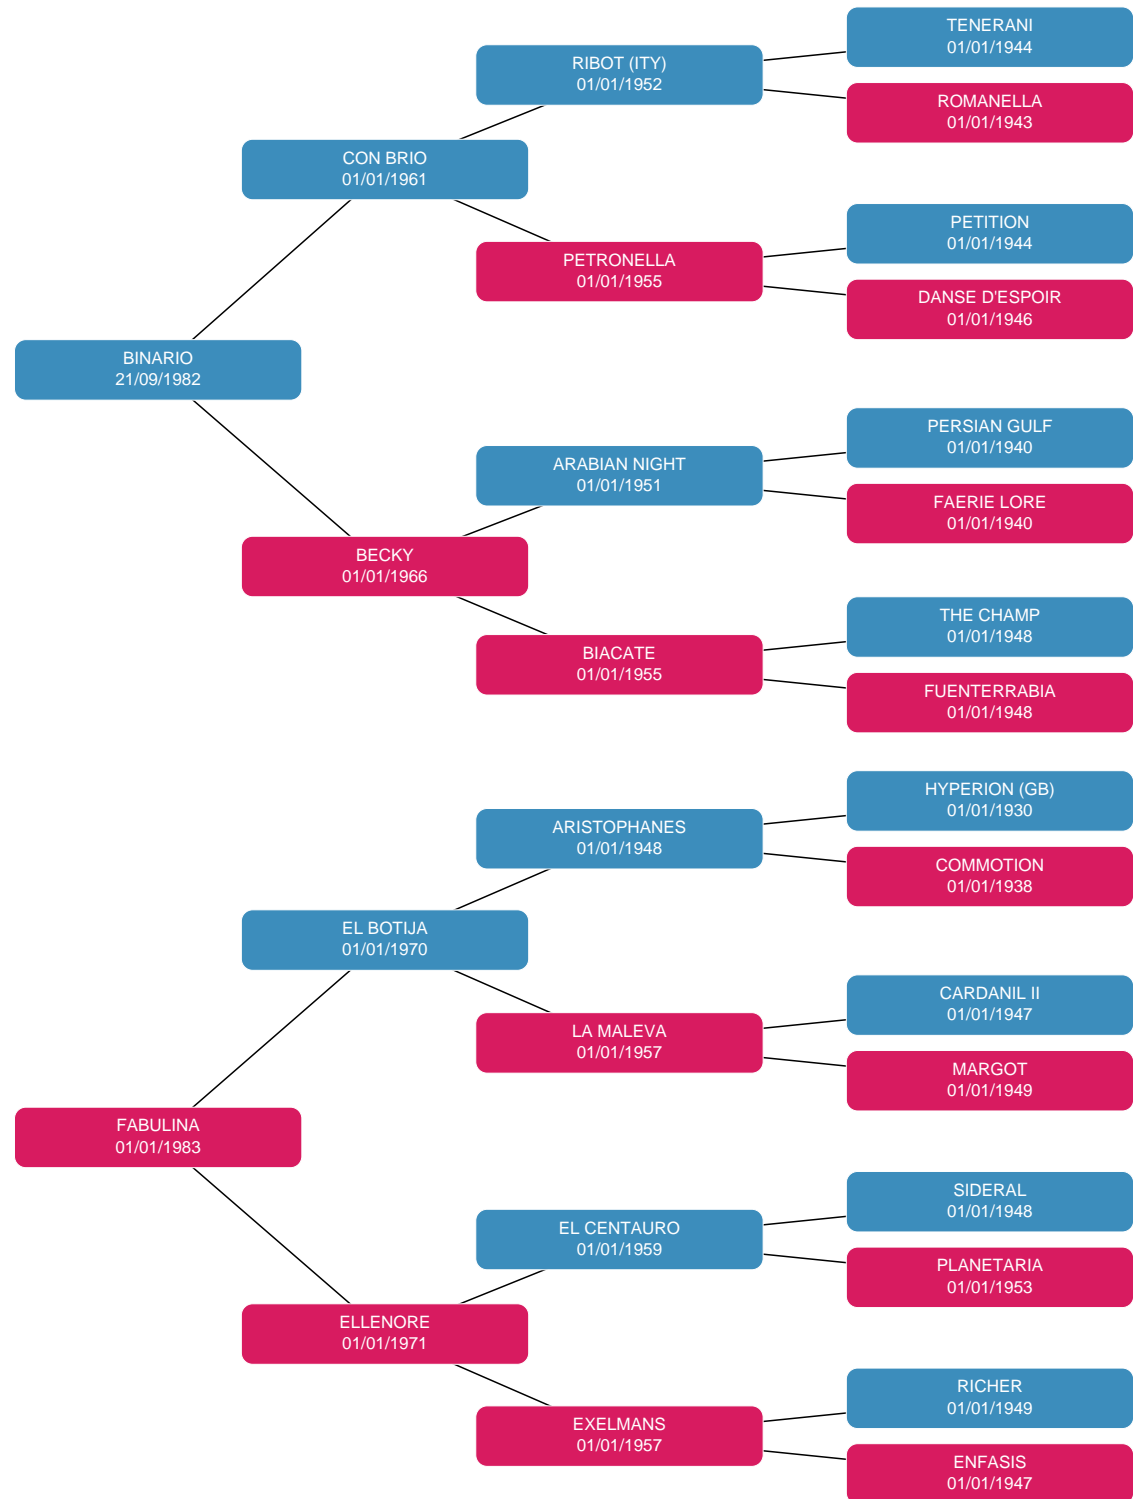 TENERANI
01/01/1944
RIBOT (ITY)
01/01/1952
ROMANELLA
01/01/1943
CON BRIO
01/01/1961
PETITION
01/01/1944
PETRONELLA
01/01/1955
DANSE D'ESPOIR
01/01/1946
BINARIO
21/09/1982
PERSIAN GULF
01/01/1940
ARABIAN NIGHT
01/01/1951
FAERIE LORE
01/01/1940
BECKY
01/01/1966
THE CHAMP
01/01/1948
BIACATE
01/01/1955
FUENTERRABIA
01/01/1948
HYPERION (GB)
01/01/1930
ARISTOPHANES
01/01/1948
COMMOTION
01/01/1938
EL BOTIJA
01/01/1970
CARDANIL II
01/01/1947
LA MALEVA
01/01/1957
MARGOT
01/01/1949
FABULINA
01/01/1983
SIDERAL
01/01/1948
EL CENTAURO
01/01/1959
PLANETARIA
01/01/1953
ELLENORE
01/01/1971
RICHER
01/01/1949
EXELMANS
01/01/1957
ENFASIS
01/01/1947